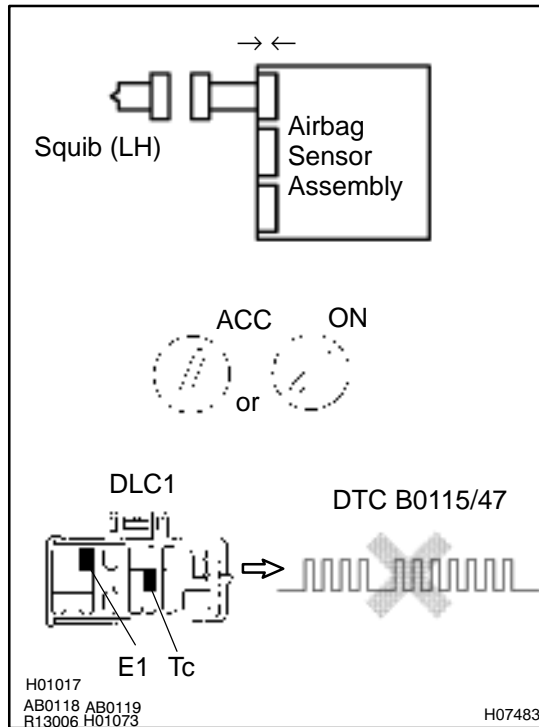 Squib (LH)
Airbag
Sensor
Assembly
ACC
ON
or
DLC1
DTC B0115/47
E1
Tc
H01017
AB0118 AB0119
R13006 H01073
H07483